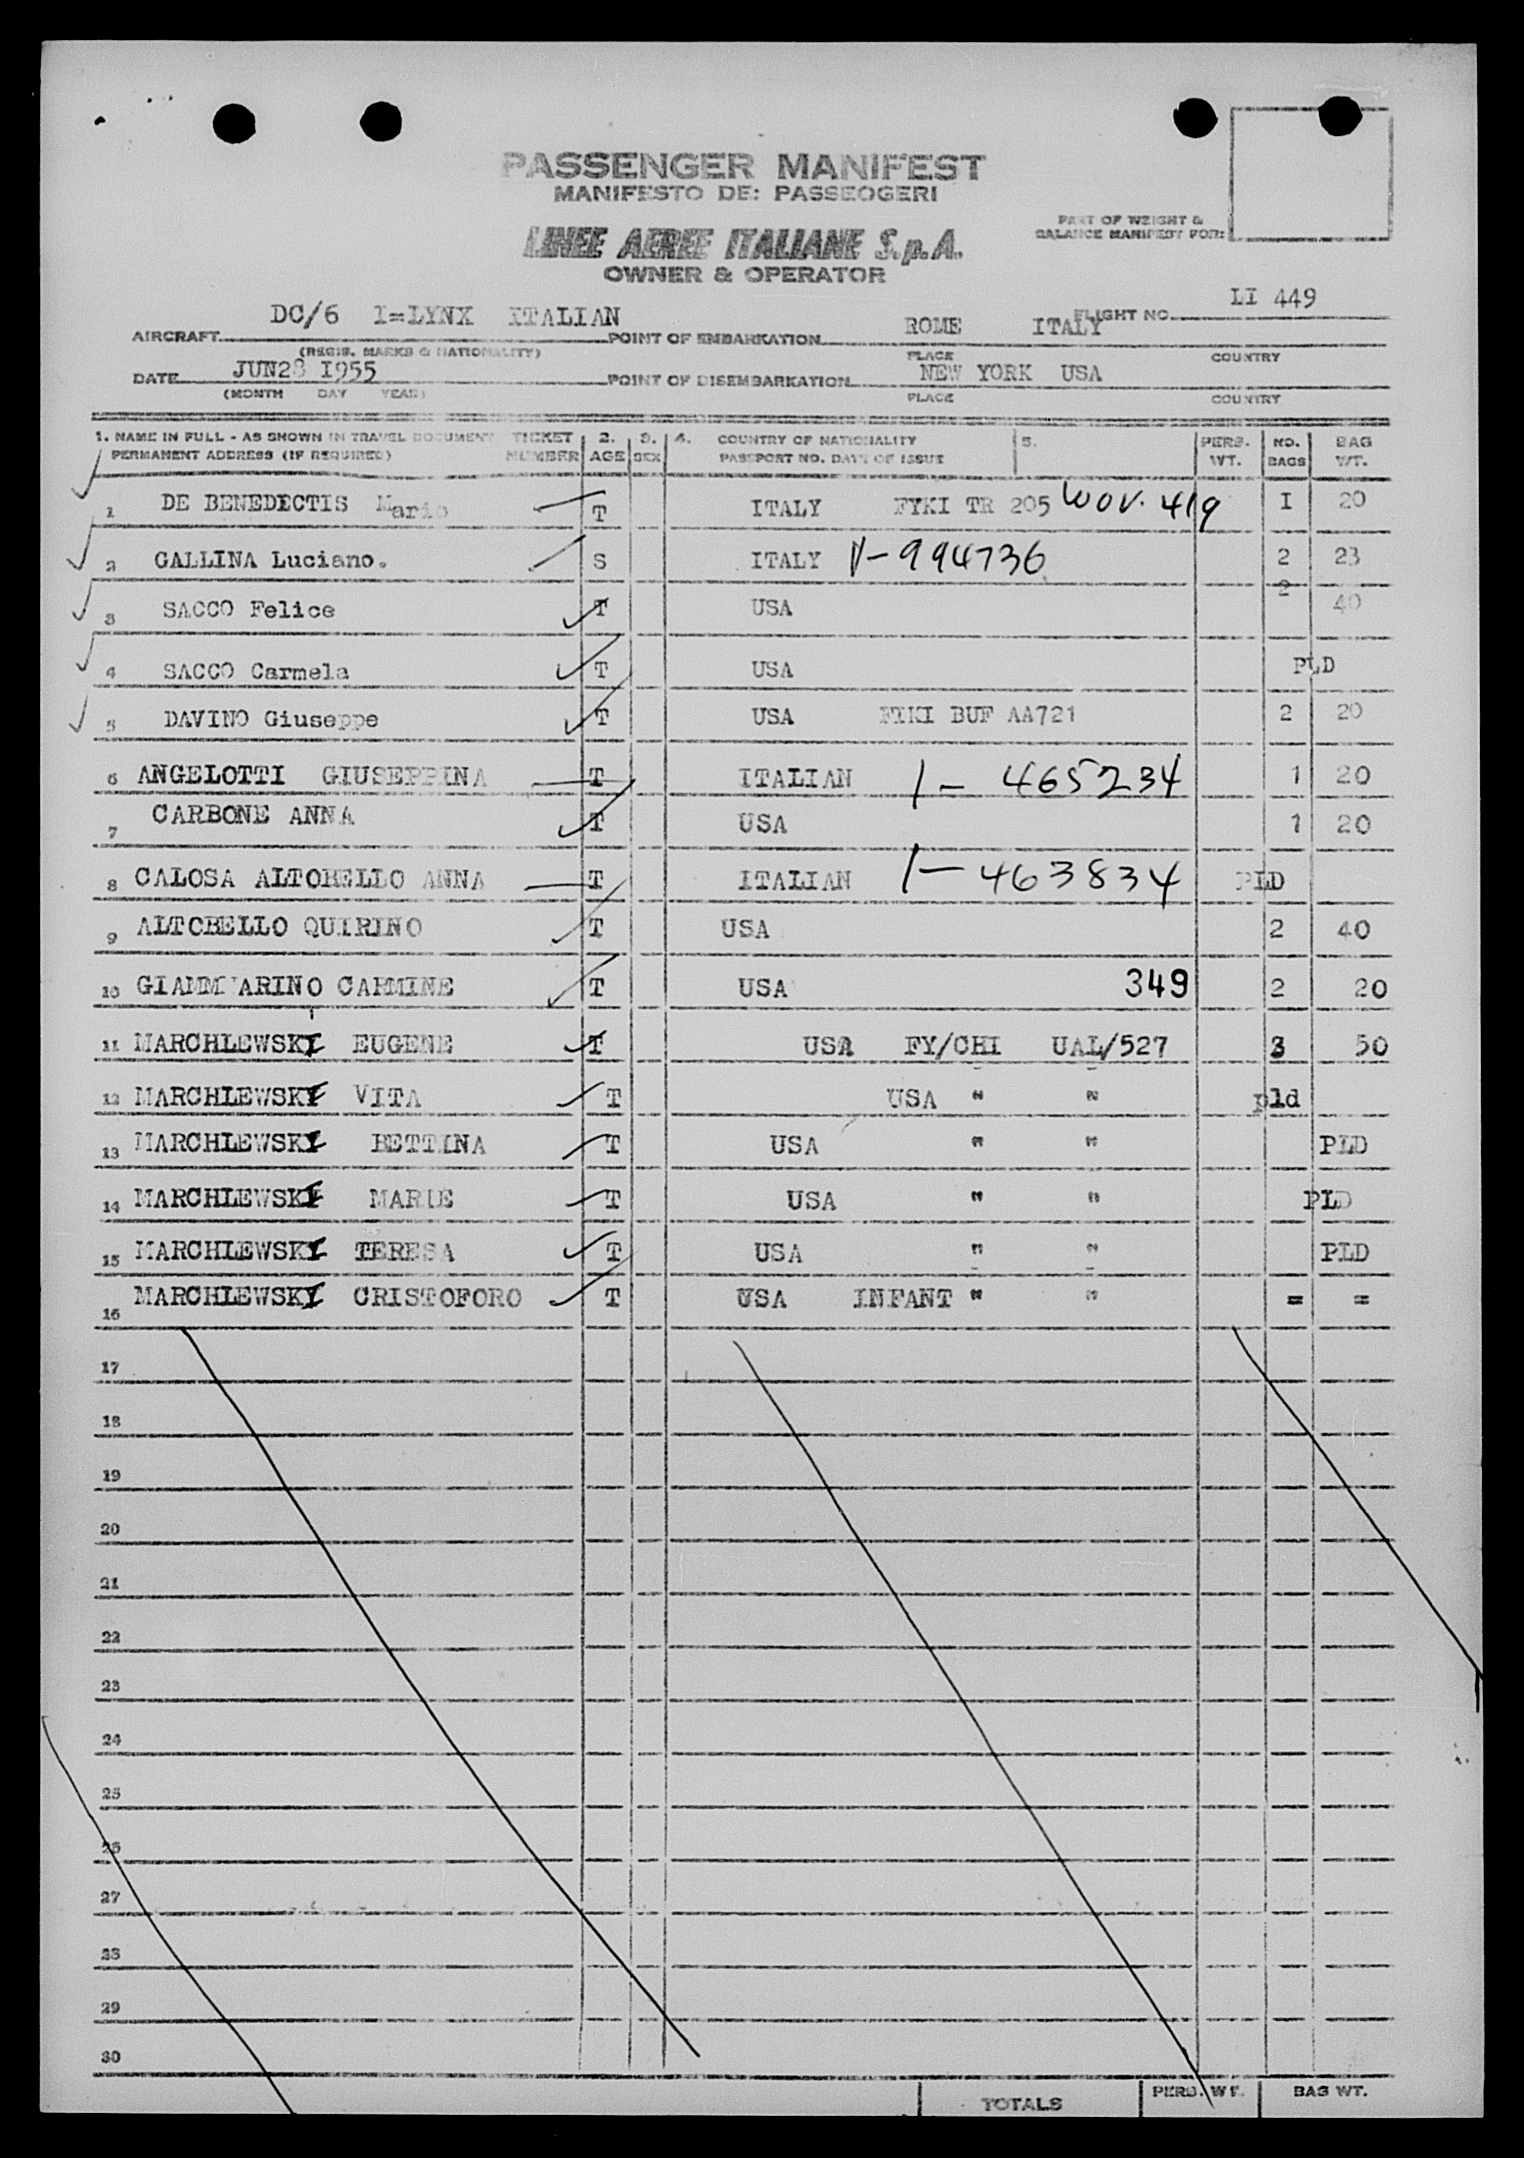 PASSENGER MANIFEST
MANIFESTO DE: PASSEOGERI
PART OF WEIGHT &
BALANCE MANIFEST FOR:
LINEE AEREE ITALIANE S.p.A.
OWNER & OPERATOR
AIRCRAFT DC/6 I=LYNX ITALIAN POINT OF EMBARKATION ROME ITALY FLIGHT NO. LI 449
(REGIS. MARKS & NATIONALITY) PLACE COUNTRY
DATE JUN28 I955 POINT OF DISEMBARKATION NEW YORK USA
(MONTH DAY YEAR) PLACE COUNTRY
1. NAME IN FULL - AS SHOWN IN TRAVEL DOCUMENT TICKET 2. 3. 4. COUNTRY OF NATIONALITY 5. PERS. NO. BAG
PERMANENT ADDRESS (IF REQUIRED) NUMBER AGE SEX PASSPORT NO. DATE OF ISSUE WT. BAGS WT.
1 DE BENEDICTIS Mario T ITALY FYKI TR 205 419 I 20
2 GALLINA Luciano. S ITALY 994736 2 23
3 SACCO Felice T USA 2 40
4 SACCO Carmela T USA PLD
5 DAVINO Giuseppe T USA FYKI BUF AA721 2 20
6 ANGELOTTI GIUSEPPINA T ITALIAN 1- 465234 1 20
7 CARBONE ANNA T USA 1 20
8 CALOSA ALTOBELLO ANNA T ITALIAN 1-463834 PLD
9 ALTOBELLO QUIRINO T USA 2 40
10 CARMINE T USA 349 2 20
11 MARCHLEWSKI EUGENE T USA FY/CHI UAL/527 3 50
12 MARCHLEWSKI VITA T USA " " pld
13 MARCHLEWSKI BETTINA T USA " " PLD
14 MARCHLEWSKI MARIE T USA " " PLD
15 MARCHLEWSKI TERESA T USA " " PLD
16 MARCHLEWSKI CRISTOFORO T USA INFANT " " = =
17
18
19
20
21
22
23
24
25
26
27
28
29
30
TOTALS PERS. WT. BAG WT.